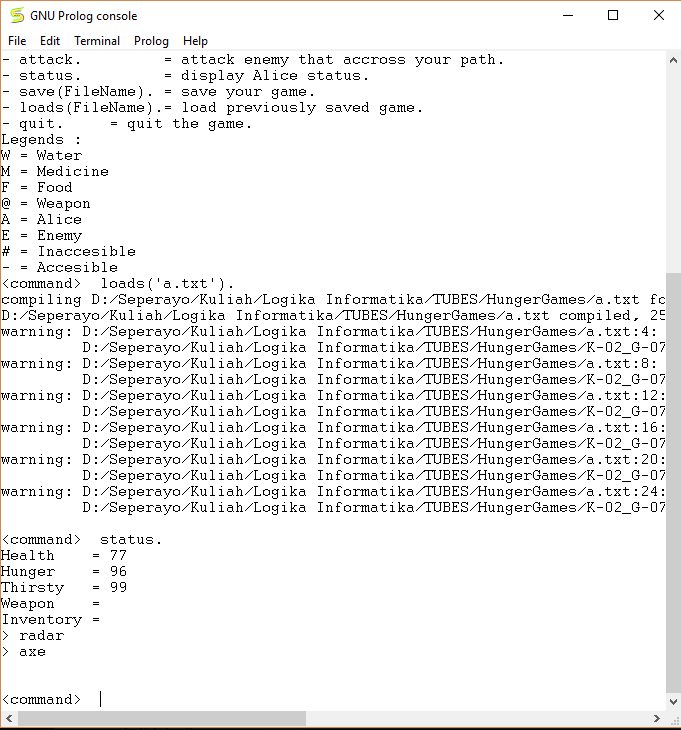 GNU Prolog console
File Edit Terminal Prolog Help
- attack.         = attack enemy that accross your path.
- status.         = display Alice status.
- save(FileName). = save your game.
- loads(FileName).= load previously saved game.
- quit.     = quit the game.
Legends :
W = Water
M = Medicine
F = Food
@ = Weapon
A = Alice
E = Enemy
# = Inaccesible
- = Accesible
<command>  loads('a.txt').
compiling D:/Seperayo/Kuliah/Logika Informatika/TUBES/HungerGames/a.txt fo
D:/Seperayo/Kuliah/Logika Informatika/TUBES/HungerGames/a.txt compiled, 25
warning: D:/Seperayo/Kuliah/Logika Informatika/TUBES/HungerGames/a.txt:4:
         D:/Seperayo/Kuliah/Logika Informatika/TUBES/HungerGames/K-02_G-07
warning: D:/Seperayo/Kuliah/Logika Informatika/TUBES/HungerGames/a.txt:8:
         D:/Seperayo/Kuliah/Logika Informatika/TUBES/HungerGames/K-02_G-07
warning: D:/Seperayo/Kuliah/Logika Informatika/TUBES/HungerGames/a.txt:12:
         D:/Seperayo/Kuliah/Logika Informatika/TUBES/HungerGames/K-02_G-07
warning: D:/Seperayo/Kuliah/Logika Informatika/TUBES/HungerGames/a.txt:16:
         D:/Seperayo/Kuliah/Logika Informatika/TUBES/HungerGames/K-02_G-07
warning: D:/Seperayo/Kuliah/Logika Informatika/TUBES/HungerGames/a.txt:20:
         D:/Seperayo/Kuliah/Logika Informatika/TUBES/HungerGames/K-02_G-07
warning: D:/Seperayo/Kuliah/Logika Informatika/TUBES/HungerGames/a.txt:24:
         D:/Seperayo/Kuliah/Logika Informatika/TUBES/HungerGames/K-02_G-07
<command>  status.
Health    = 77
Hunger    = 96
Thirsty   = 99
Weapon    =
Inventory =
> radar
> axe
<command>